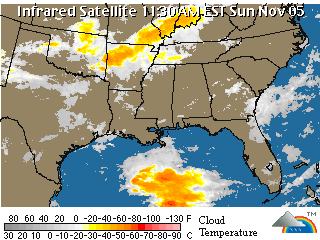 Infrared Satellite 11:30AM EST Sun Nov 05
80 60 40 20 0 -20-40-60-80-100 -130 F
30 20 10 0 -10-20-30-40-50-60-70-80-90 C
Cloud
Temperature
TM